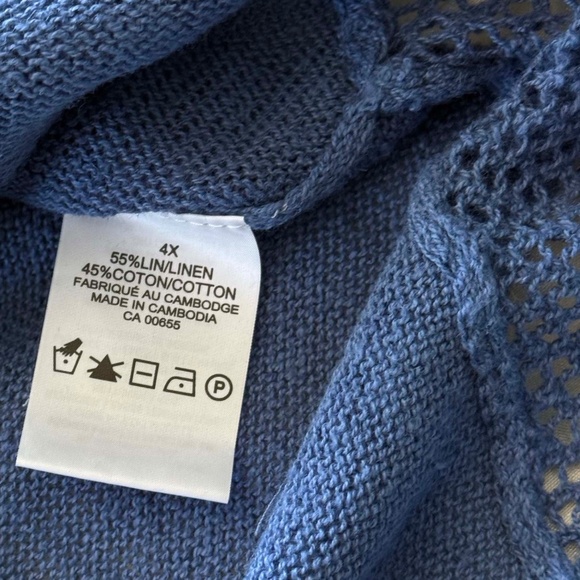 4X
55%LIN/LINEN
45%COTON/COTTON
FABRIQUÉ AU CAMBODGE
MADE IN CAMBODIA
CA 00655
P